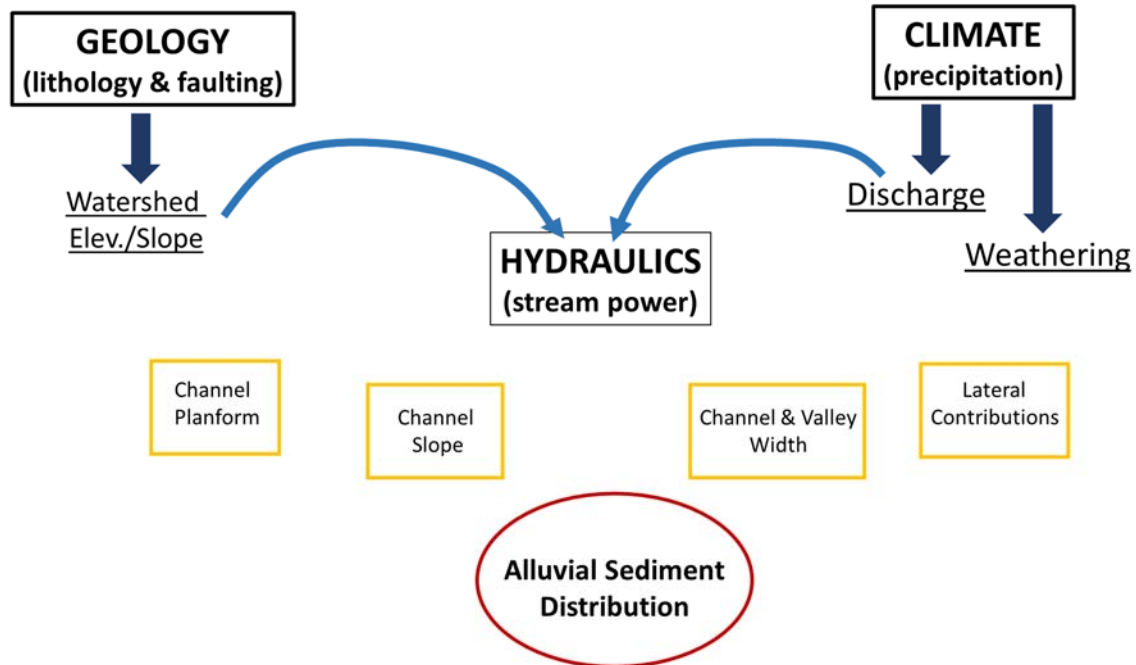 GEOLOGY
(lithology & faulting)
CLIMATE
(precipitation)
Watershed
Elev./Slope
Discharge
Weathering
HYDRAULICS
(stream power)
Channel
Planform
Channel
Slope
Channel & Valley
Width
Lateral
Contributions
Alluvial Sediment
Distribution